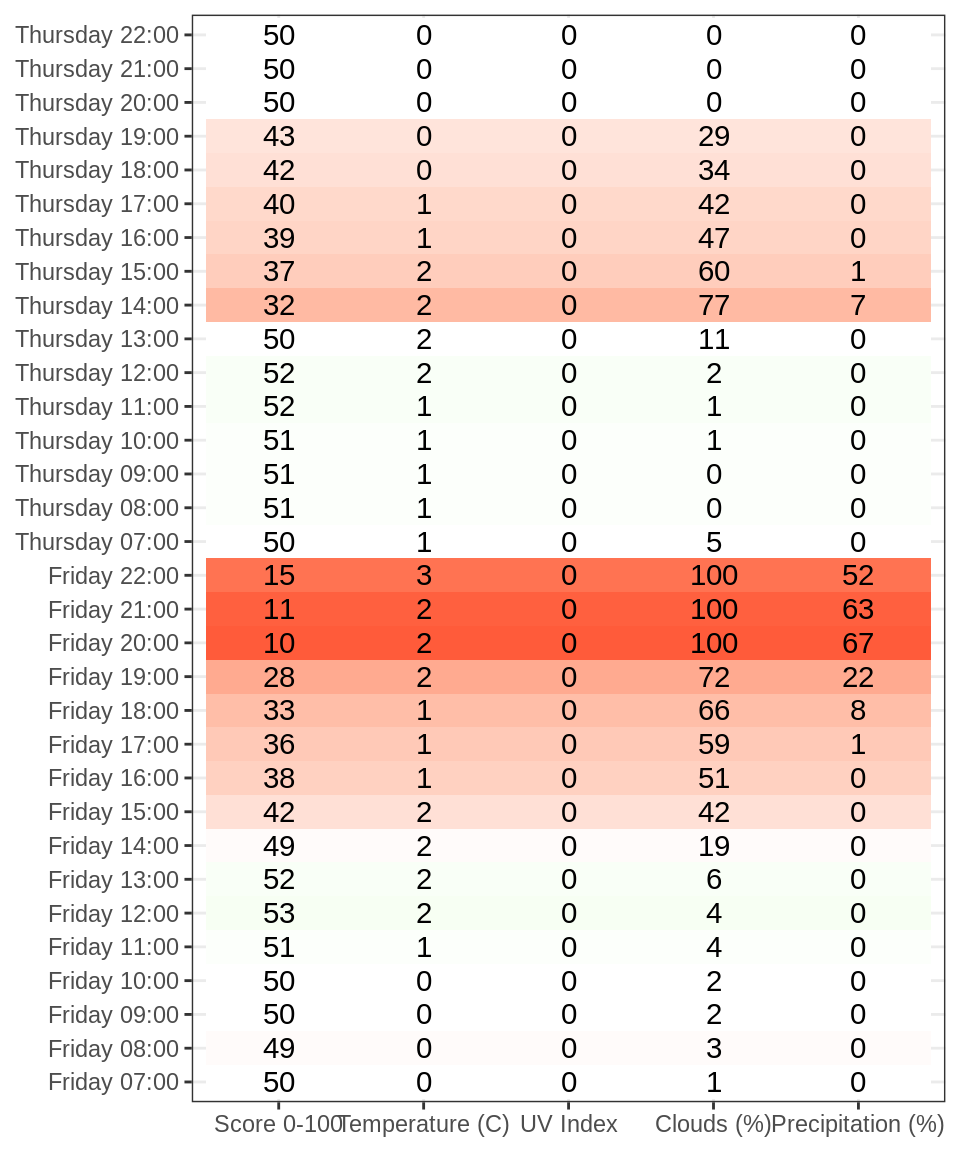 Thursday 22:00 50 0 0 0 0
Thursday 21:00 50 0 0 0 0
Thursday 20:00 50 0 0 0 0
Thursday 19:00 43 0 0 29 0
Thursday 18:00 42 0 0 34 0
Thursday 17:00 40 1 0 42 0
Thursday 16:00 39 1 0 47 0
Thursday 15:00 37 2 0 60 1
Thursday 14:00 32 2 0 77 7
Thursday 13:00 50 2 0 11 0
Thursday 12:00 52 2 0 2 0
Thursday 11:00 52 1 0 1 0
Thursday 10:00 51 1 0 1 0
Thursday 09:00 51 1 0 0 0
Thursday 08:00 51 1 0 0 0
Thursday 07:00 50 1 0 5 0
Friday 22:00 15 3 0 100 52
Friday 21:00 11 2 0 100 63
Friday 20:00 10 2 0 100 67
Friday 19:00 28 2 0 72 22
Friday 18:00 33 1 0 66 8
Friday 17:00 36 1 0 59 1
Friday 16:00 38 1 0 51 0
Friday 15:00 42 2 0 42 0
Friday 14:00 49 2 0 19 0
Friday 13:00 52 2 0 6 0
Friday 12:00 53 2 0 4 0
Friday 11:00 51 1 0 4 0
Friday 10:00 50 0 0 2 0
Friday 09:00 50 0 0 2 0
Friday 08:00 49 0 0 3 0
Friday 07:00 50 0 0 1 0
Score 0-100 Temperature (C) UV Index Clouds (%) Precipitation (%)